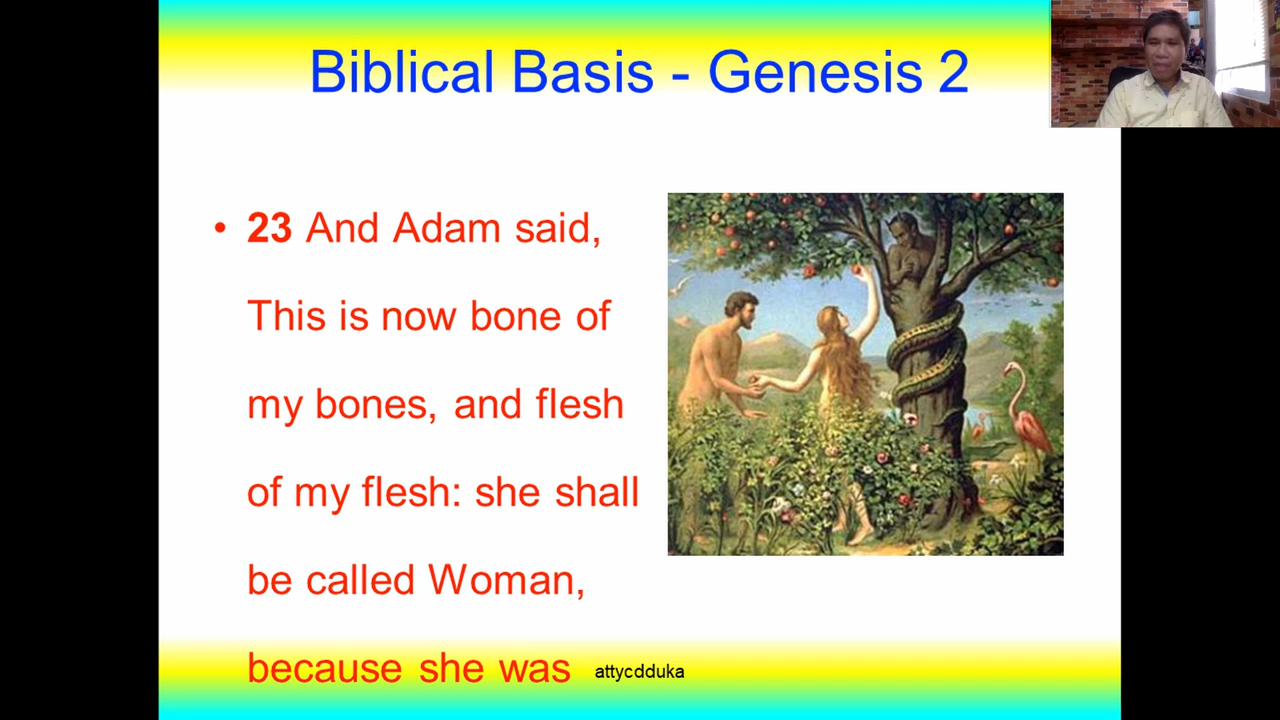 Biblical Basis - Genesis 2
• 23 And Adam said,
This is now bone of
my bones, and flesh
of my flesh: she shall
be called Woman,
because she was
attycdduka